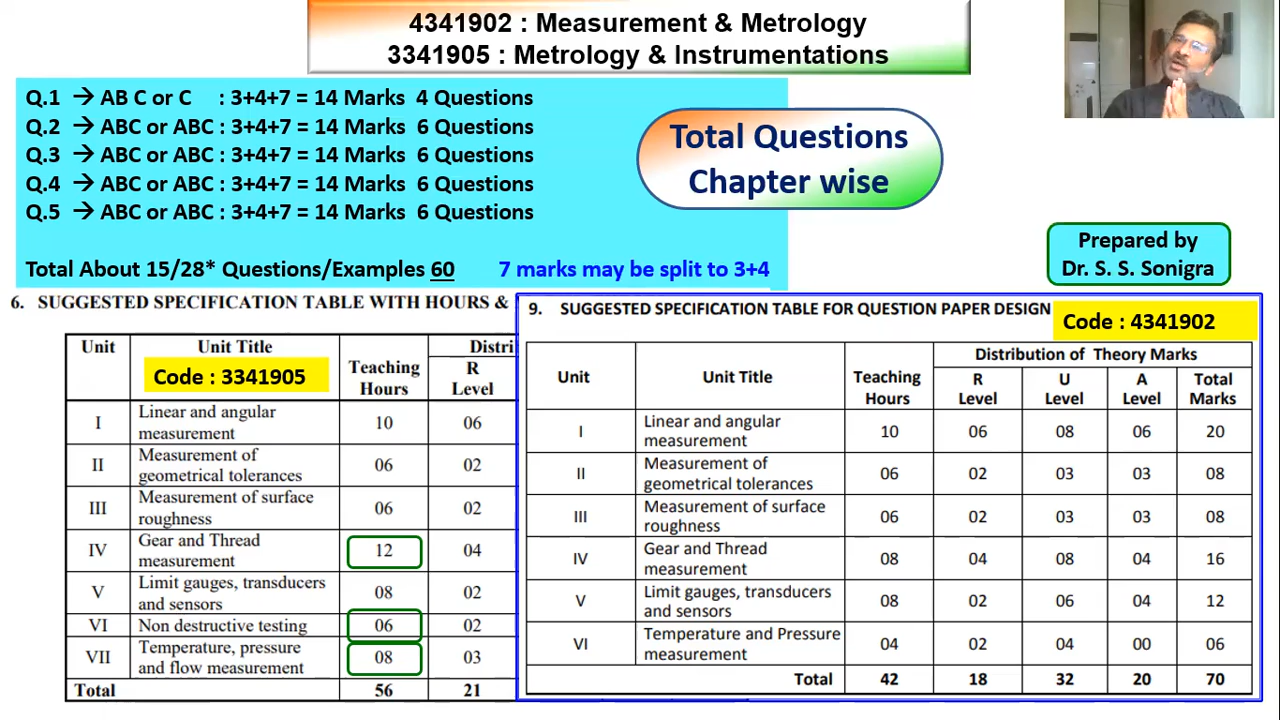 4341902 : Measurement & Metrology
3341905 : Metrology & Instrumentations
Q.1 → AB C or C : 3+4+7 = 14 Marks 4 Questions
Q.2 → ABC or ABC : 3+4+7 = 14 Marks 6 Questions
Q.3 → ABC or ABC : 3+4+7 = 14 Marks 6 Questions
Q.4 → ABC or ABC : 3+4+7 = 14 Marks 6 Questions
Q.5 → ABC or ABC : 3+4+7 = 14 Marks 6 Questions
Total About 15/28* Questions/Examples 60 7 marks may be split to 3+4
Total Questions
Chapter wise
Prepared by
Dr. S. S. Sonigra
6. SUGGESTED SPECIFICATION TABLE WITH HOURS &
Unit Unit Title Teaching Hours Distri
R Level
Code : 3341905
I Linear and angular measurement 10 06
II Measurement of geometrical tolerances 06 02
III Measurement of surface roughness 06 02
IV Gear and Thread measurement 12 04
V Limit gauges, transducers and sensors 08 02
VI Non destructive testing 06 02
VII Temperature, pressure and flow measurement 08 03
Total 56 21
9. SUGGESTED SPECIFICATION TABLE FOR QUESTION PAPER DESIGN
Code : 4341902
Unit Unit Title Teaching Hours Distribution of Theory Marks
R Level U Level A Level Total Marks
I Linear and angular measurement 10 06 08 06 20
II Measurement of geometrical tolerances 06 02 03 03 08
III Measurement of surface roughness 06 02 03 03 08
IV Gear and Thread measurement 08 04 08 04 16
V Limit gauges, transducers and sensors 08 02 06 04 12
VI Temperature and Pressure measurement 04 02 04 00 06
Total 42 18 32 20 70